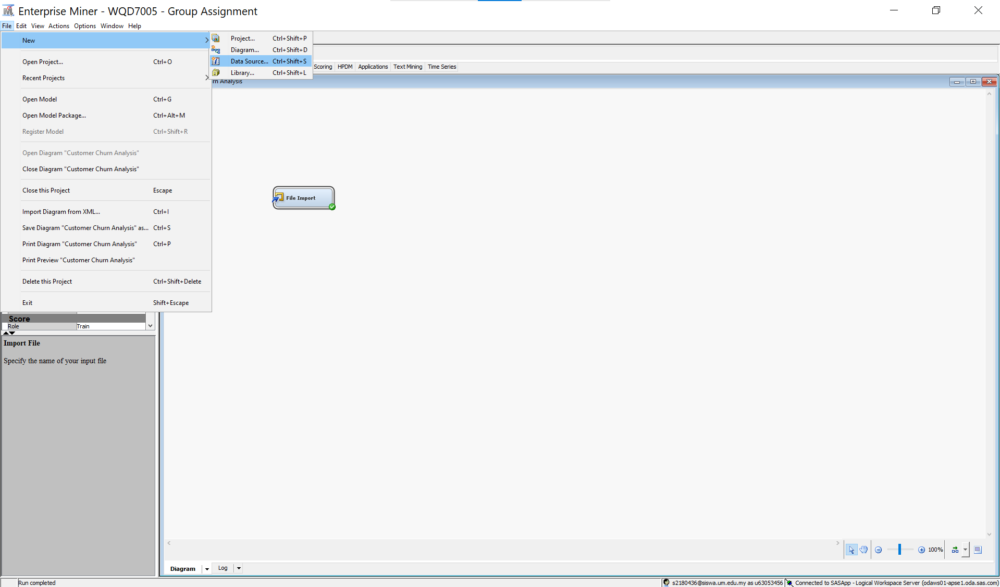 Enterprise Miner - WQD7005 - Group Assignment
File Edit View Actions Options Window Help
New
Project... Ctrl+Shift+P
Diagram... Ctrl+Shift+D
Data Source... Ctrl+Shift+S
Library... Ctrl+Shift+L
Scoring HPDM Applications Text Mining Time Series
Analysis
Open Project... Ctrl+O
Recent Projects
Open Model Ctrl+G
Open Model Package... Ctrl+Alt+M
Register Model Ctrl+Shift+R
Open Diagram "Customer Churn Analysis"
Close Diagram "Customer Churn Analysis"
Close this Project Escape
Import Diagram from XML... Ctrl+I
Save Diagram "Customer Churn Analysis" as... Ctrl+S
Print Diagram "Customer Churn Analysis" Ctrl+P
Print Preview "Customer Churn Analysis"
Delete this Project Ctrl+Shift+Delete
Exit Shift+Escape
File Import
Score
Role Train
Import File
Specify the name of your input file
100%
Diagram Log
Run completed
s2180436@siswa.um.edu.my as u63053456 Connected to SASApp - Logical Workspace Server (odaws01-apse1.oda.sas.com)